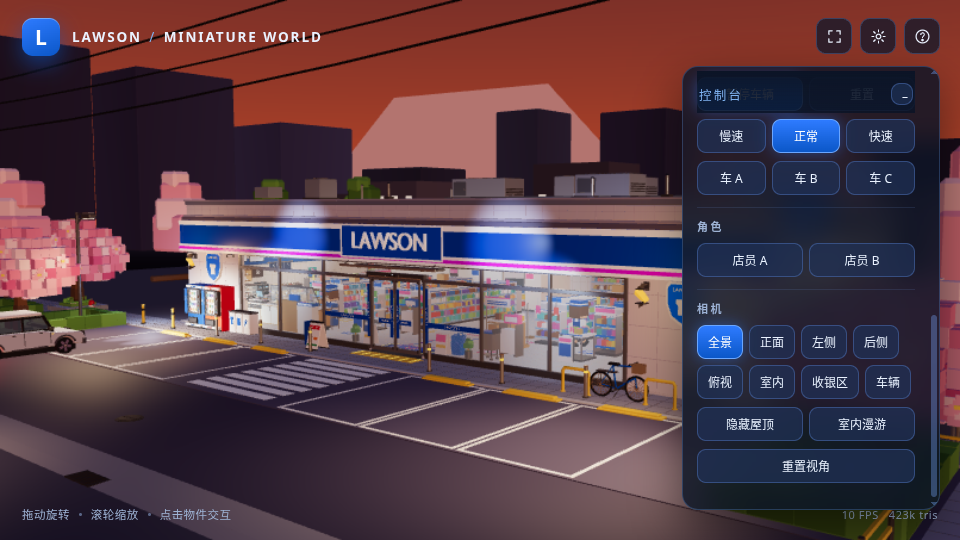 L LAWSON / MINIATURE WORLD
控制台
重置
慢速 正常 快速
车 A 车 B 车 C
角色
店员 A 店员 B
相机
全景 正面 左侧 后侧
俯视 室内 收银区 车辆
隐藏屋顶 室内漫游
重置视角
LAWSON
拖动旋转 • 滚轮缩放 • 点击物件交互
10 FPS 423k tris